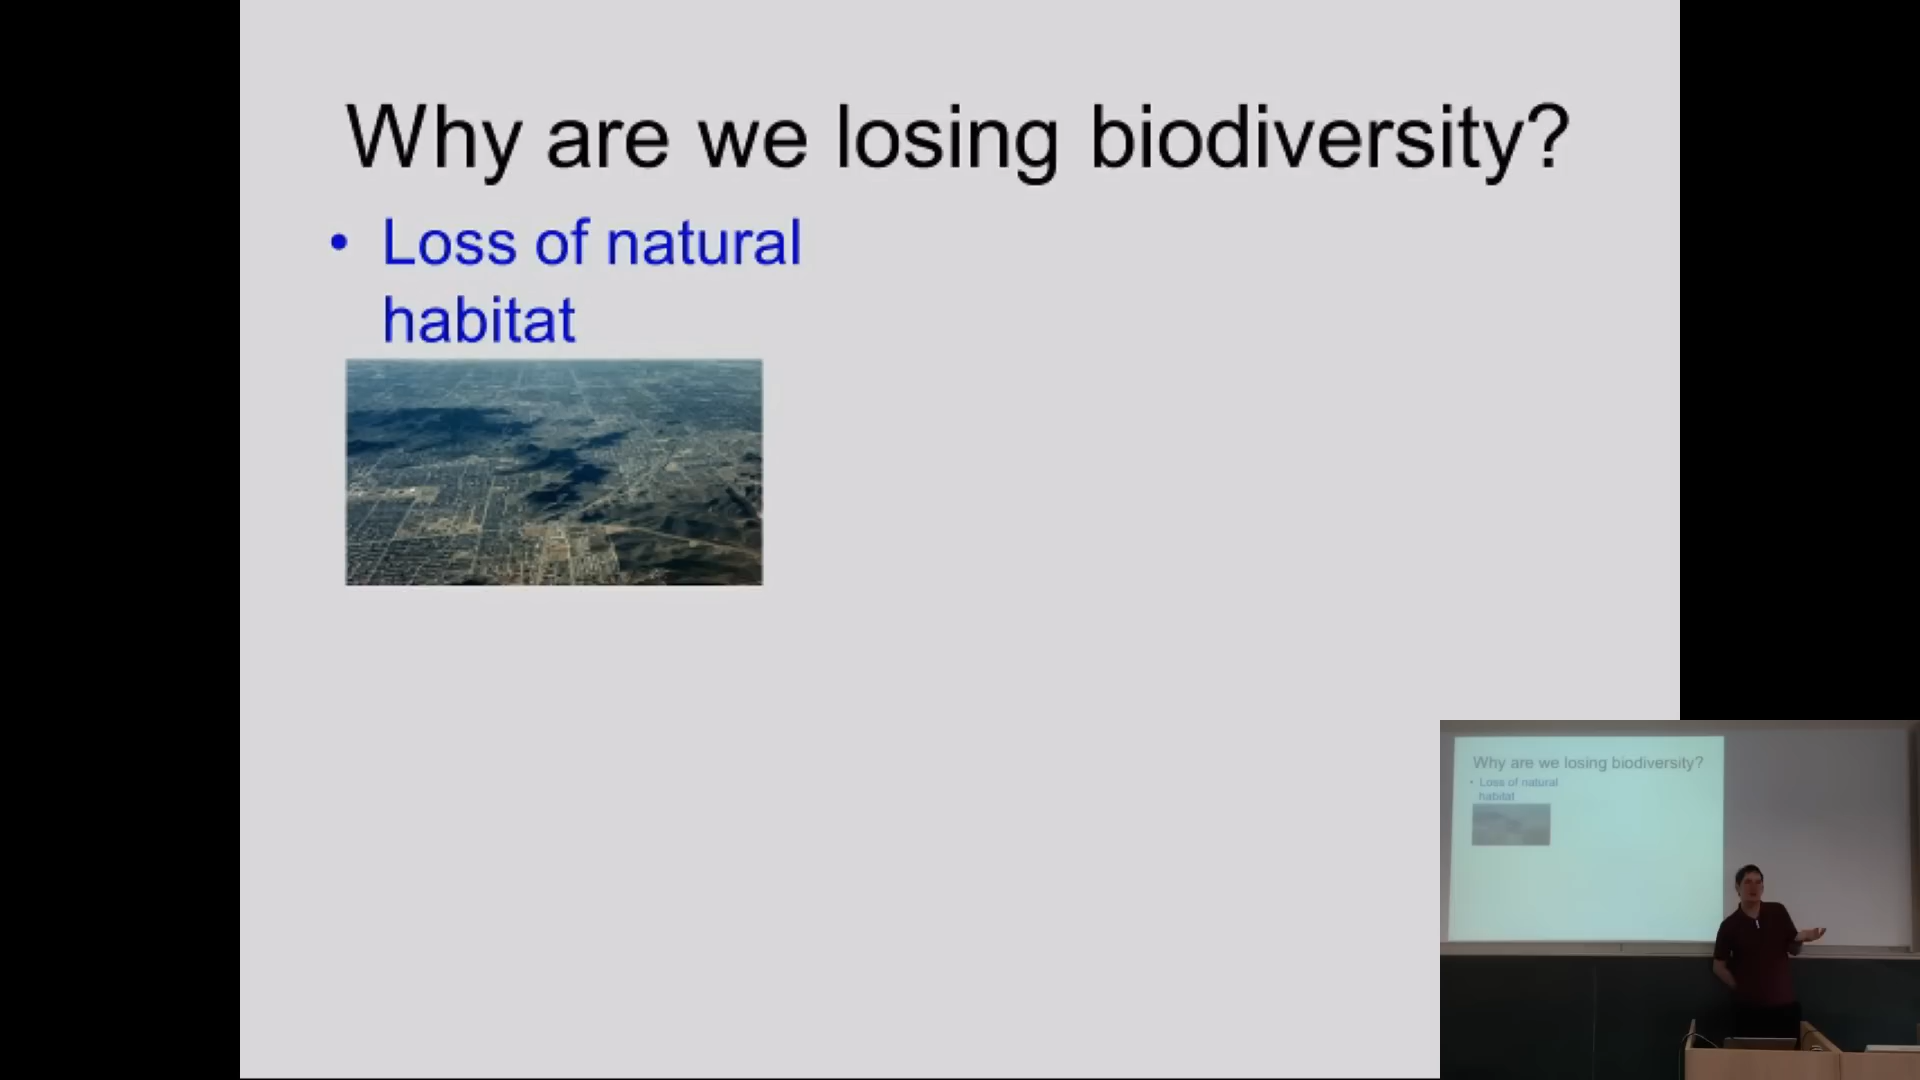 Why are we losing biodiversity?
• Loss of natural
habitat
Why are we losing biodiversity?
• Loss of natural
habitat